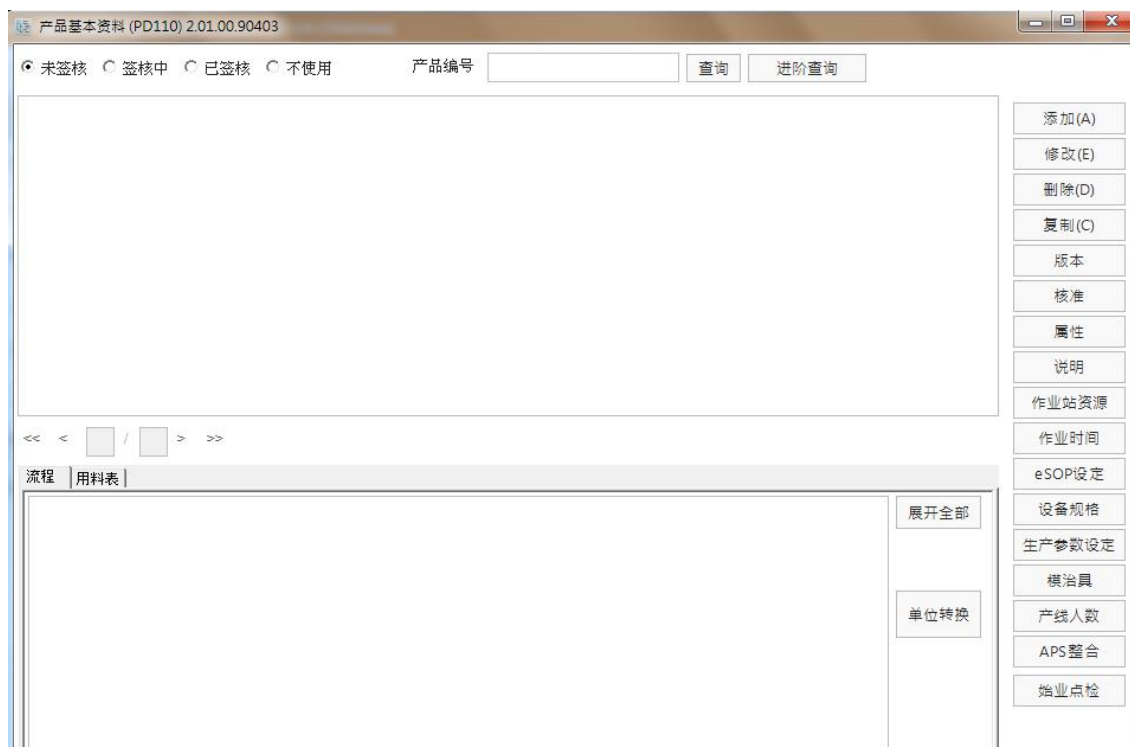 产品基本资料 (PD110) 2.01.00.90403
未签核 签核中 已签核 不使用 产品编号 查询 进阶查询
添加(A)
修改(E)
删除(D)
复制(C)
版本
核准
属性
说明
作业站资源
作业时间
<< < / > >>
流程 用料表
eSOP设定
展开全部
设备规格
生产参数设定
模治具
单位转换
产线人数
APS整合
始业点检